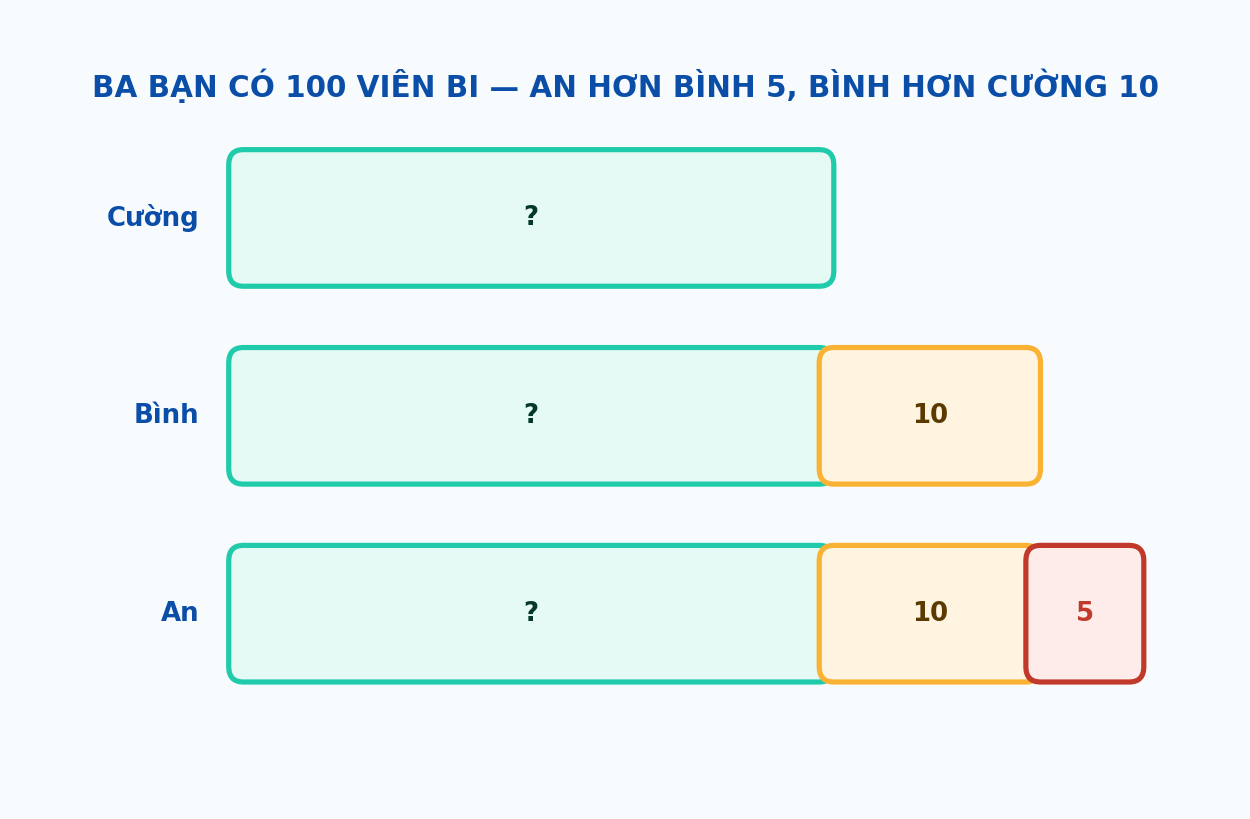 BA BẠN CÓ 100 VIÊN BI — AN HƠN BÌNH 5, BÌNH HƠN CƯỜNG 10
Cường ?
Bình ? 10
An ? 10 5